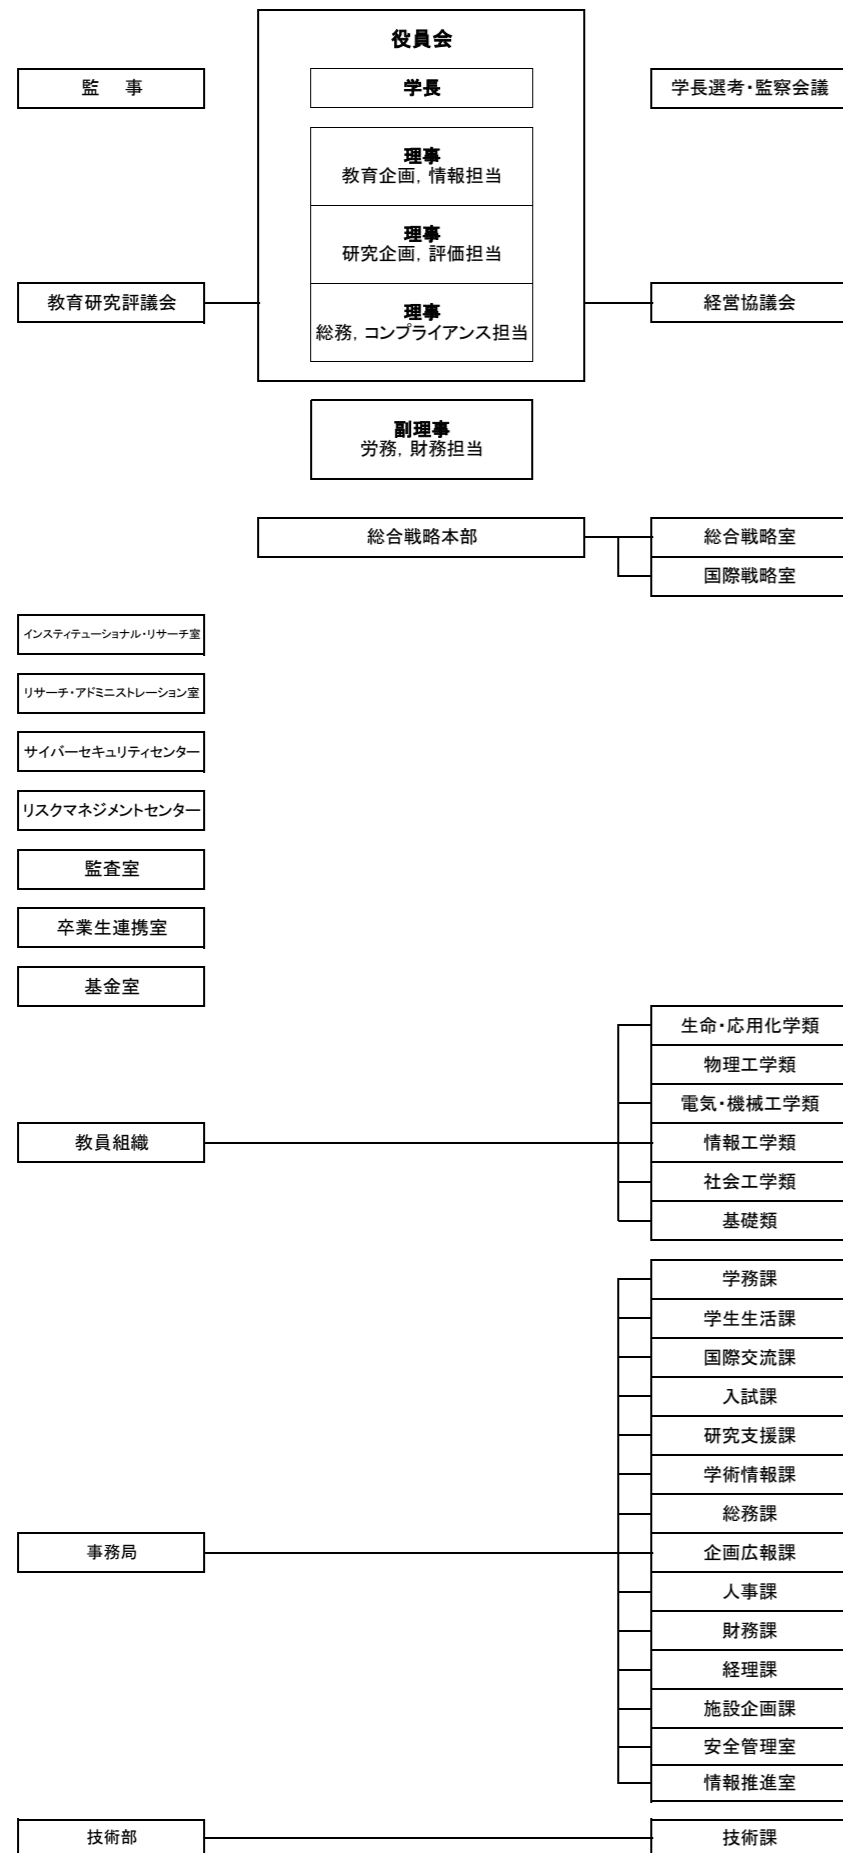 役員会
監　事
学長
学長選考・監察会議
理事
教育企画, 情報担当
理事
研究企画, 評価担当
教育研究評議会
理事
総務, コンプライアンス担当
経営協議会
副理事
労務, 財務担当
総合戦略本部
総合戦略室
国際戦略室
インスティテューショナル・リサーチ室
リサーチ・アドミニストレーション室
サイバーセキュリティセンター
リスクマネジメントセンター
監査室
卒業生連携室
基金室
教員組織
生命・応用化学類
物理工学類
電気・機械工学類
情報工学類
社会工学類
基礎類
事務局
学務課
学生生活課
国際交流課
入試課
研究支援課
学術情報課
総務課
企画広報課
人事課
財務課
経理課
施設企画課
安全管理室
情報推進室
技術部
技術課